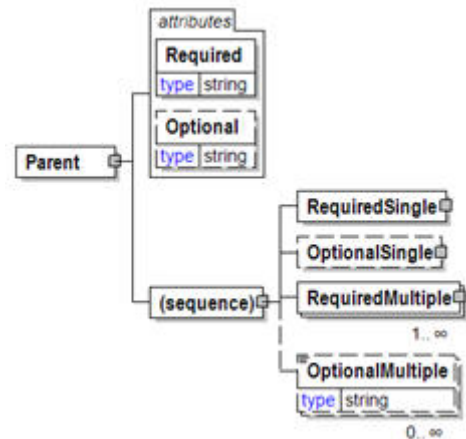 attributes
Required
type string
Optional
type string
Parent
RequiredSingle
OptionalSingle
(sequence)
RequiredMultiple
1.. ∞
OptionalMultiple
type string
0.. ∞